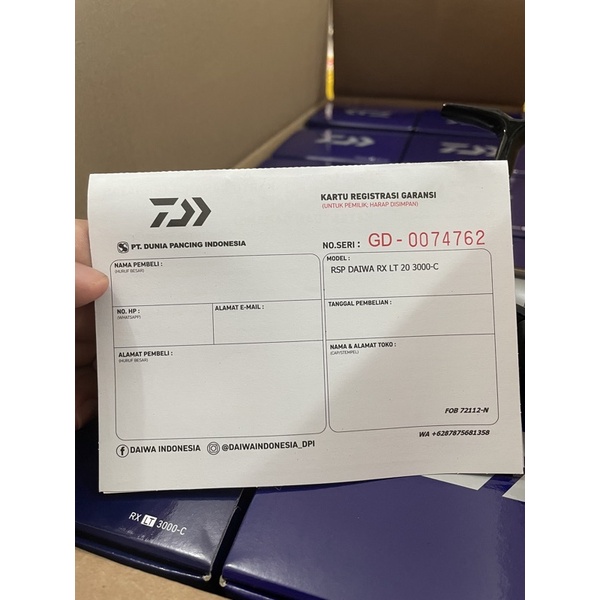 KARTU REGISTRASI GARANSI
(UNTUK PEMILIK, HARAP DISIMPAN)
PT. DUNIA PANCING INDONESIA
NO.SERI : GD - 0074762
NAMA PEMBELI :
(HURUF BESAR)
MODEL :
RSP DAIWA RX LT 20 3000-C
NO. HP :
(WHATSAPP)
ALAMAT E-MAIL :
TANGGAL PEMBELIAN :
ALAMAT PEMBELI :
(HURUF BESAR)
NAMA & ALAMAT TOKO :
(CAP/STEMPEL)
FOB 72112-N
WA +6287875681358
DAIWA INDONESIA
@DAIWAINDONESIA_DPI
RX LT 3000-C